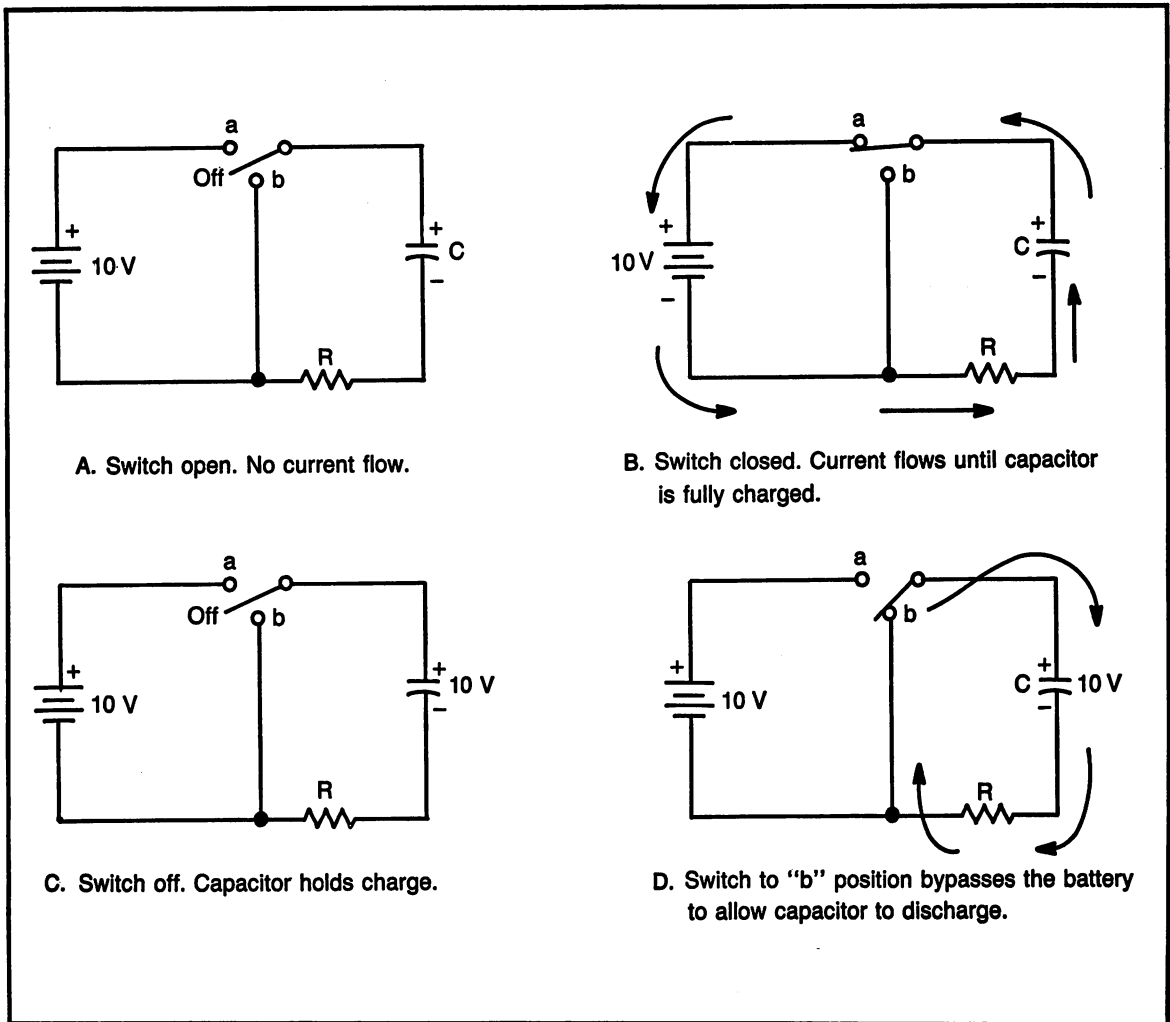 a
Off
b
+
10 V
+
C
−
R
A. Switch open. No current flow.
a
b
+
10 V
−
+
C
−
R
B. Switch closed. Current flows until capacitor
is fully charged.
a
Off
b
+
10 V
+
10 V
−
R
C. Switch off. Capacitor holds charge.
a
b
+
10 V
+
C 10 V
−
R
D. Switch to "b" position bypasses the battery
to allow capacitor to discharge.